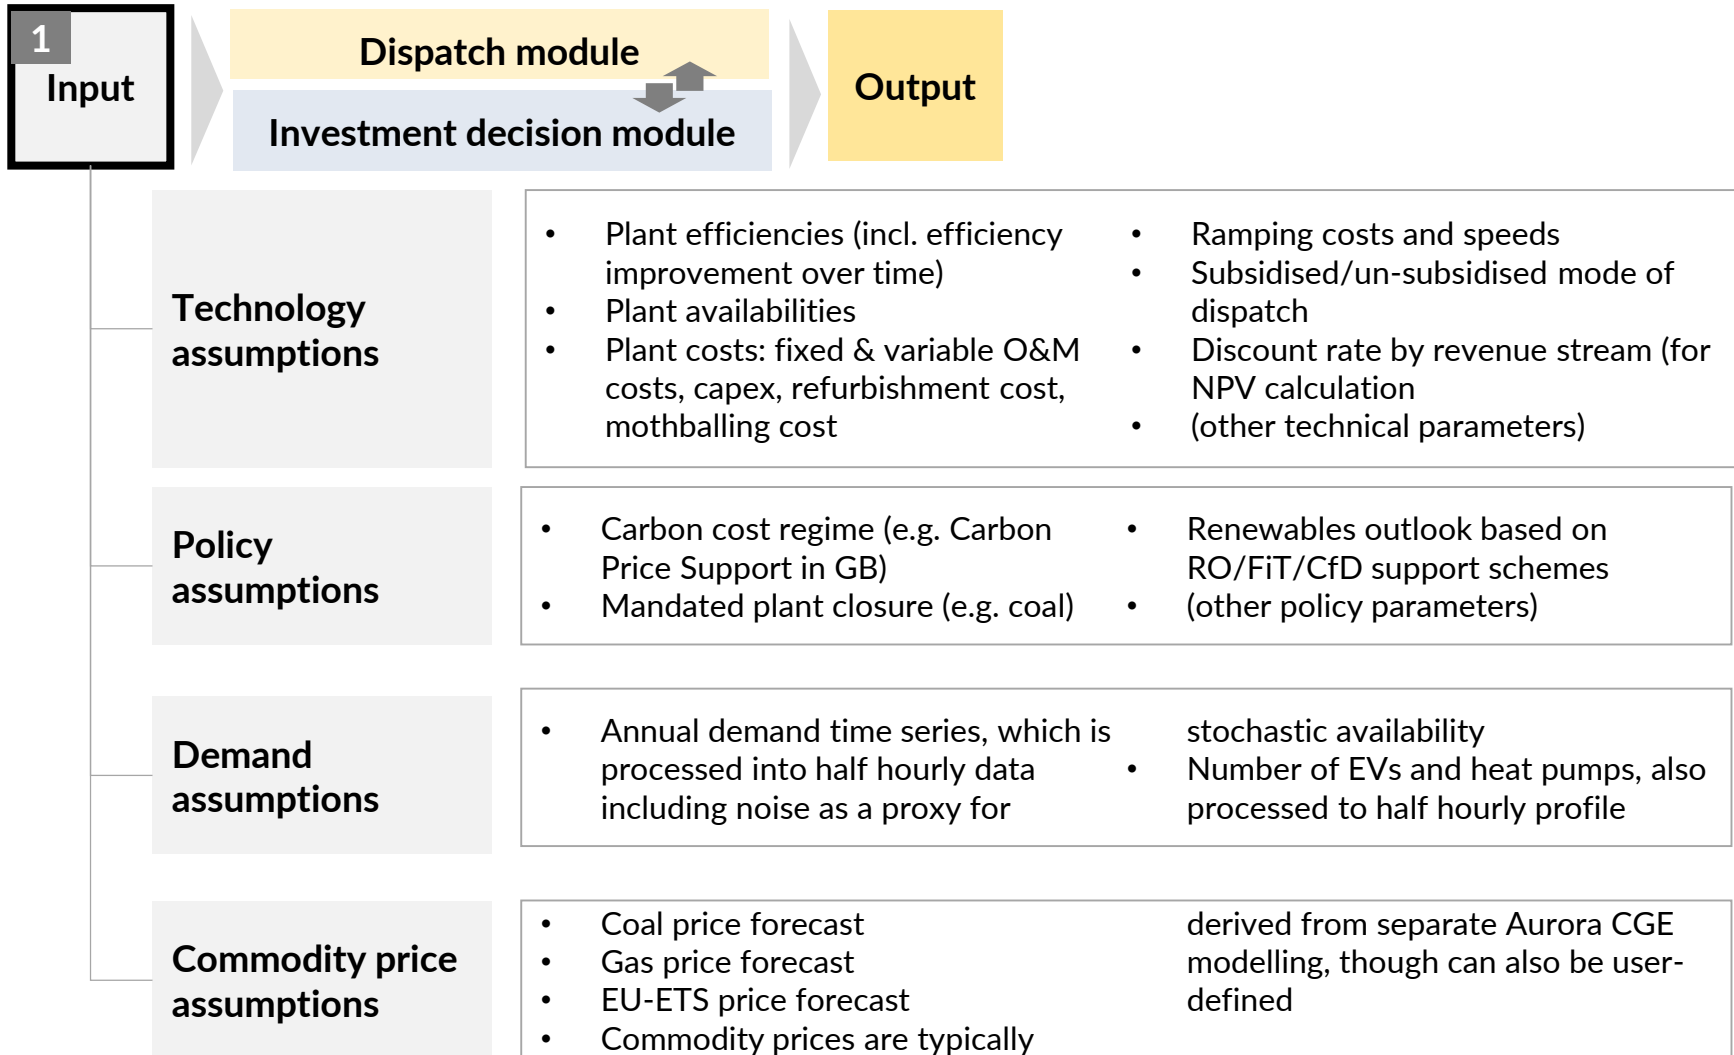 1
Input
Dispatch module
Investment decision module
Output
Technology
assumptions
• Plant efficiencies (incl. efficiency
improvement over time)
• Plant availabilities
• Plant costs: fixed & variable O&M
costs, capex, refurbishment cost,
mothballing cost
• Ramping costs and speeds
• Subsidised/un-subsidised mode of
dispatch
• Discount rate by revenue stream (for
NPV calculation
• (other technical parameters)
Policy
assumptions
• Carbon cost regime (e.g. Carbon
Price Support in GB)
• Mandated plant closure (e.g. coal)
• Renewables outlook based on
RO/FiT/CfD support schemes
• (other policy parameters)
Demand
assumptions
• Annual demand time series, which is
processed into half hourly data
including noise as a proxy for
stochastic availability
• Number of EVs and heat pumps, also
processed to half hourly profile
Commodity price
assumptions
• Coal price forecast
• Gas price forecast
• EU-ETS price forecast
• Commodity prices are typically
derived from separate Aurora CGE
modelling, though can also be user-
defined